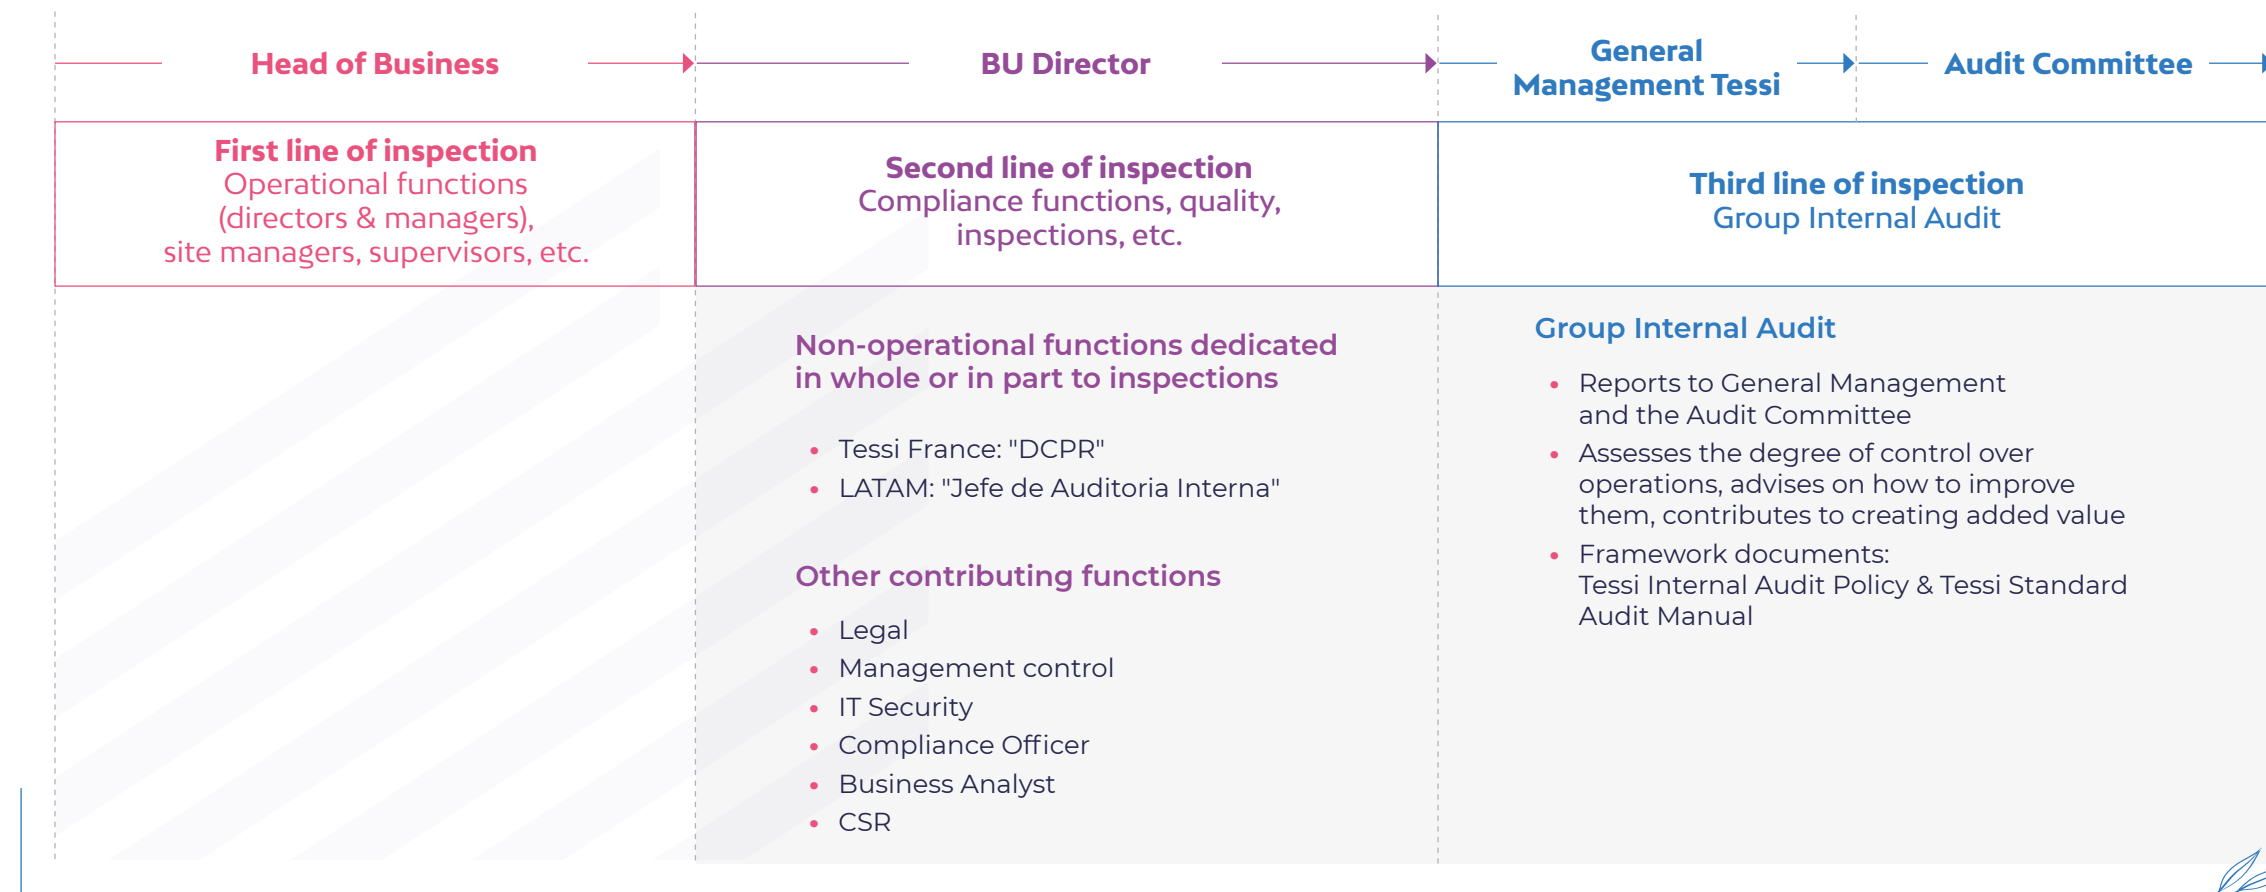 Head of Business
BU Director
General
Management Tessi
Audit Committee
First line of inspection
Operational functions
(directors & managers),
site managers, supervisors, etc.
Second line of inspection
Compliance functions, quality,
inspections, etc.
Third line of inspection
Group Internal Audit
Non-operational functions dedicated
in whole or in part to inspections
• Tessi France: "DCPR"
• LATAM: "Jefe de Auditoria Interna"
Other contributing functions
• Legal
• Management control
• IT Security
• Compliance Officer
• Business Analyst
• CSR
Group Internal Audit
• Reports to General Management
and the Audit Committee
• Assesses the degree of control over
operations, advises on how to improve
them, contributes to creating added value
• Framework documents:
Tessi Internal Audit Policy & Tessi Standard
Audit Manual